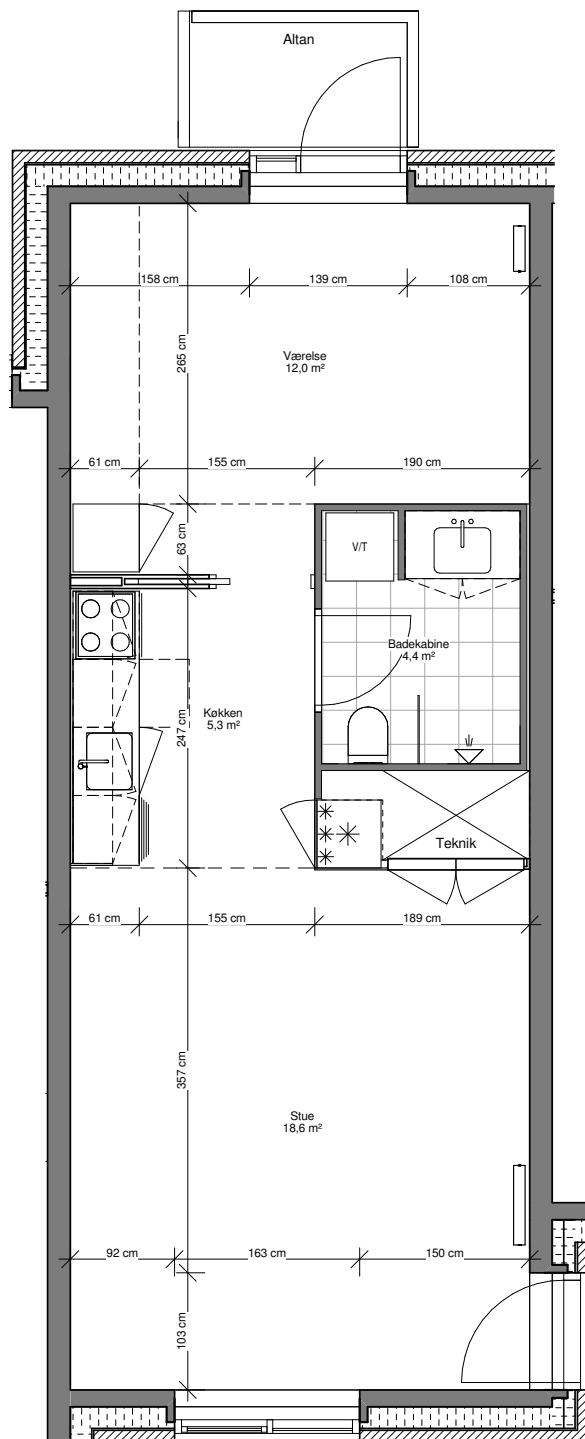 Altan
158 cm
139 cm
108 cm
265 cm
Værelse
12,0 m²
61 cm
155 cm
190 cm
63 cm
V/T
Badekabine
4,4 m²
Køkken
5,3 m²
247 cm
Teknik
61 cm
155 cm
189 cm
357 cm
Stue
18,6 m²
92 cm
163 cm
150 cm
103 cm